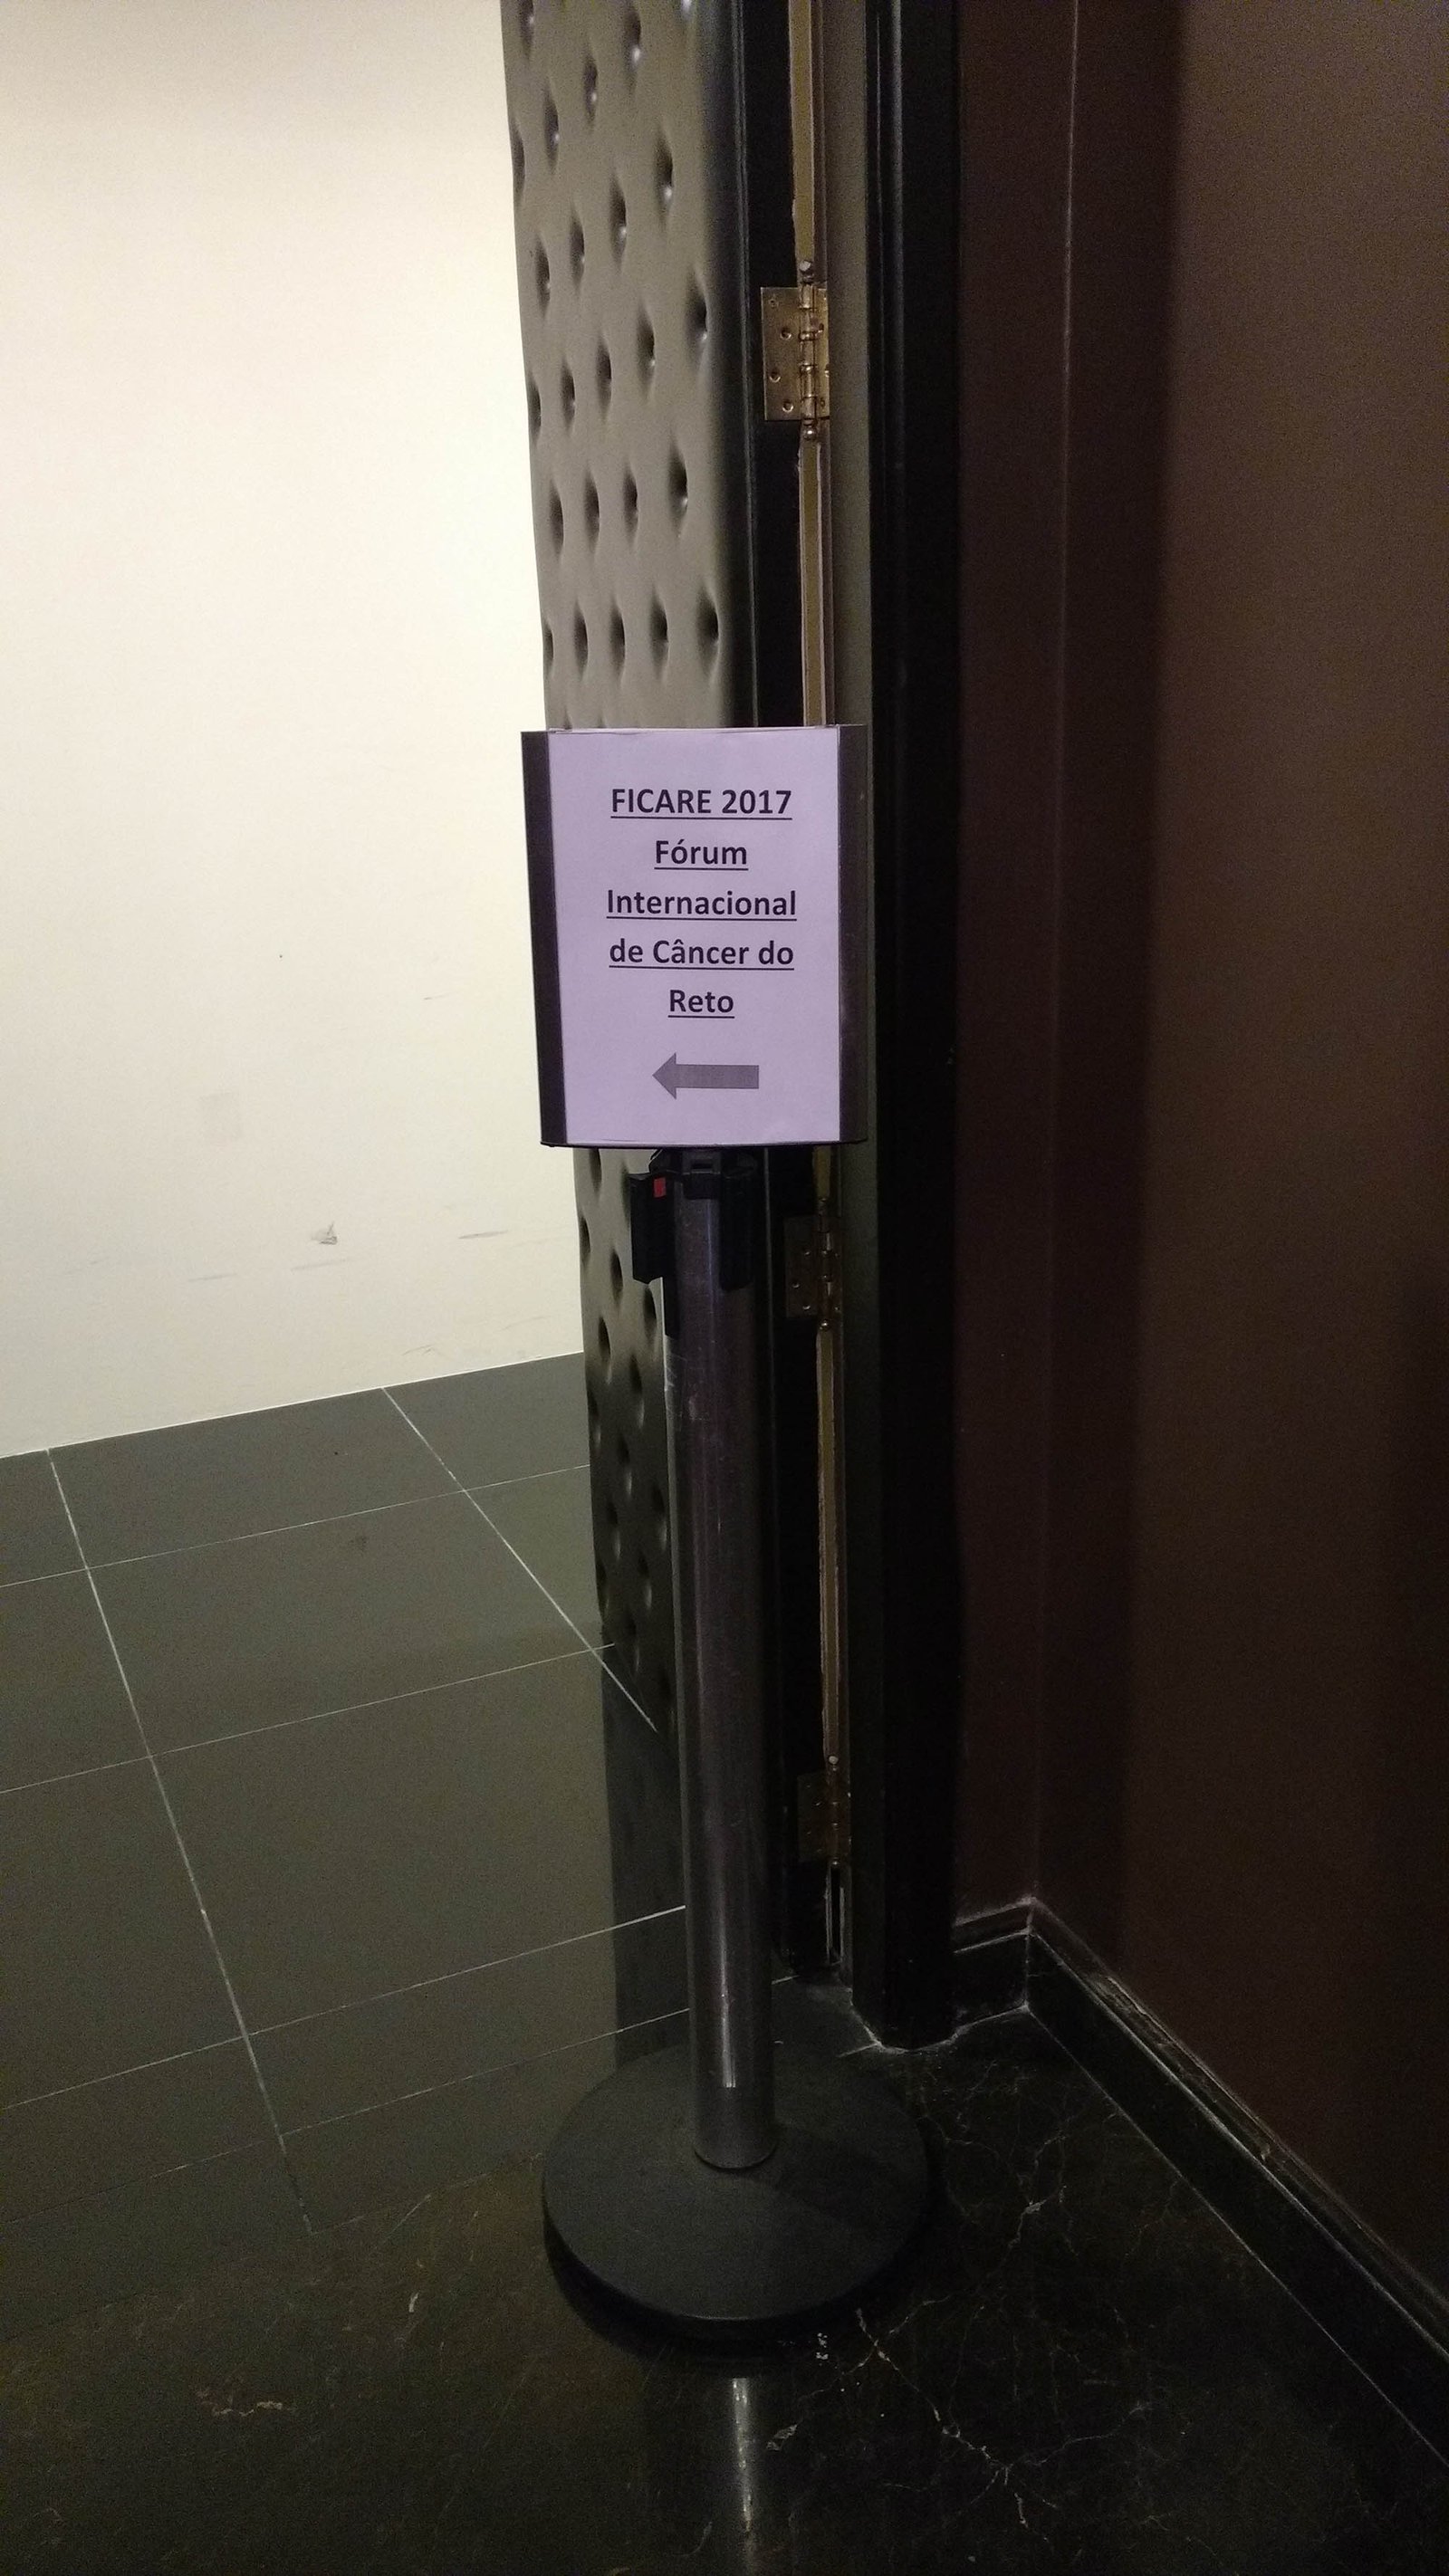 FICARE 2017
Fórum
Internacional
de Câncer do
Reto